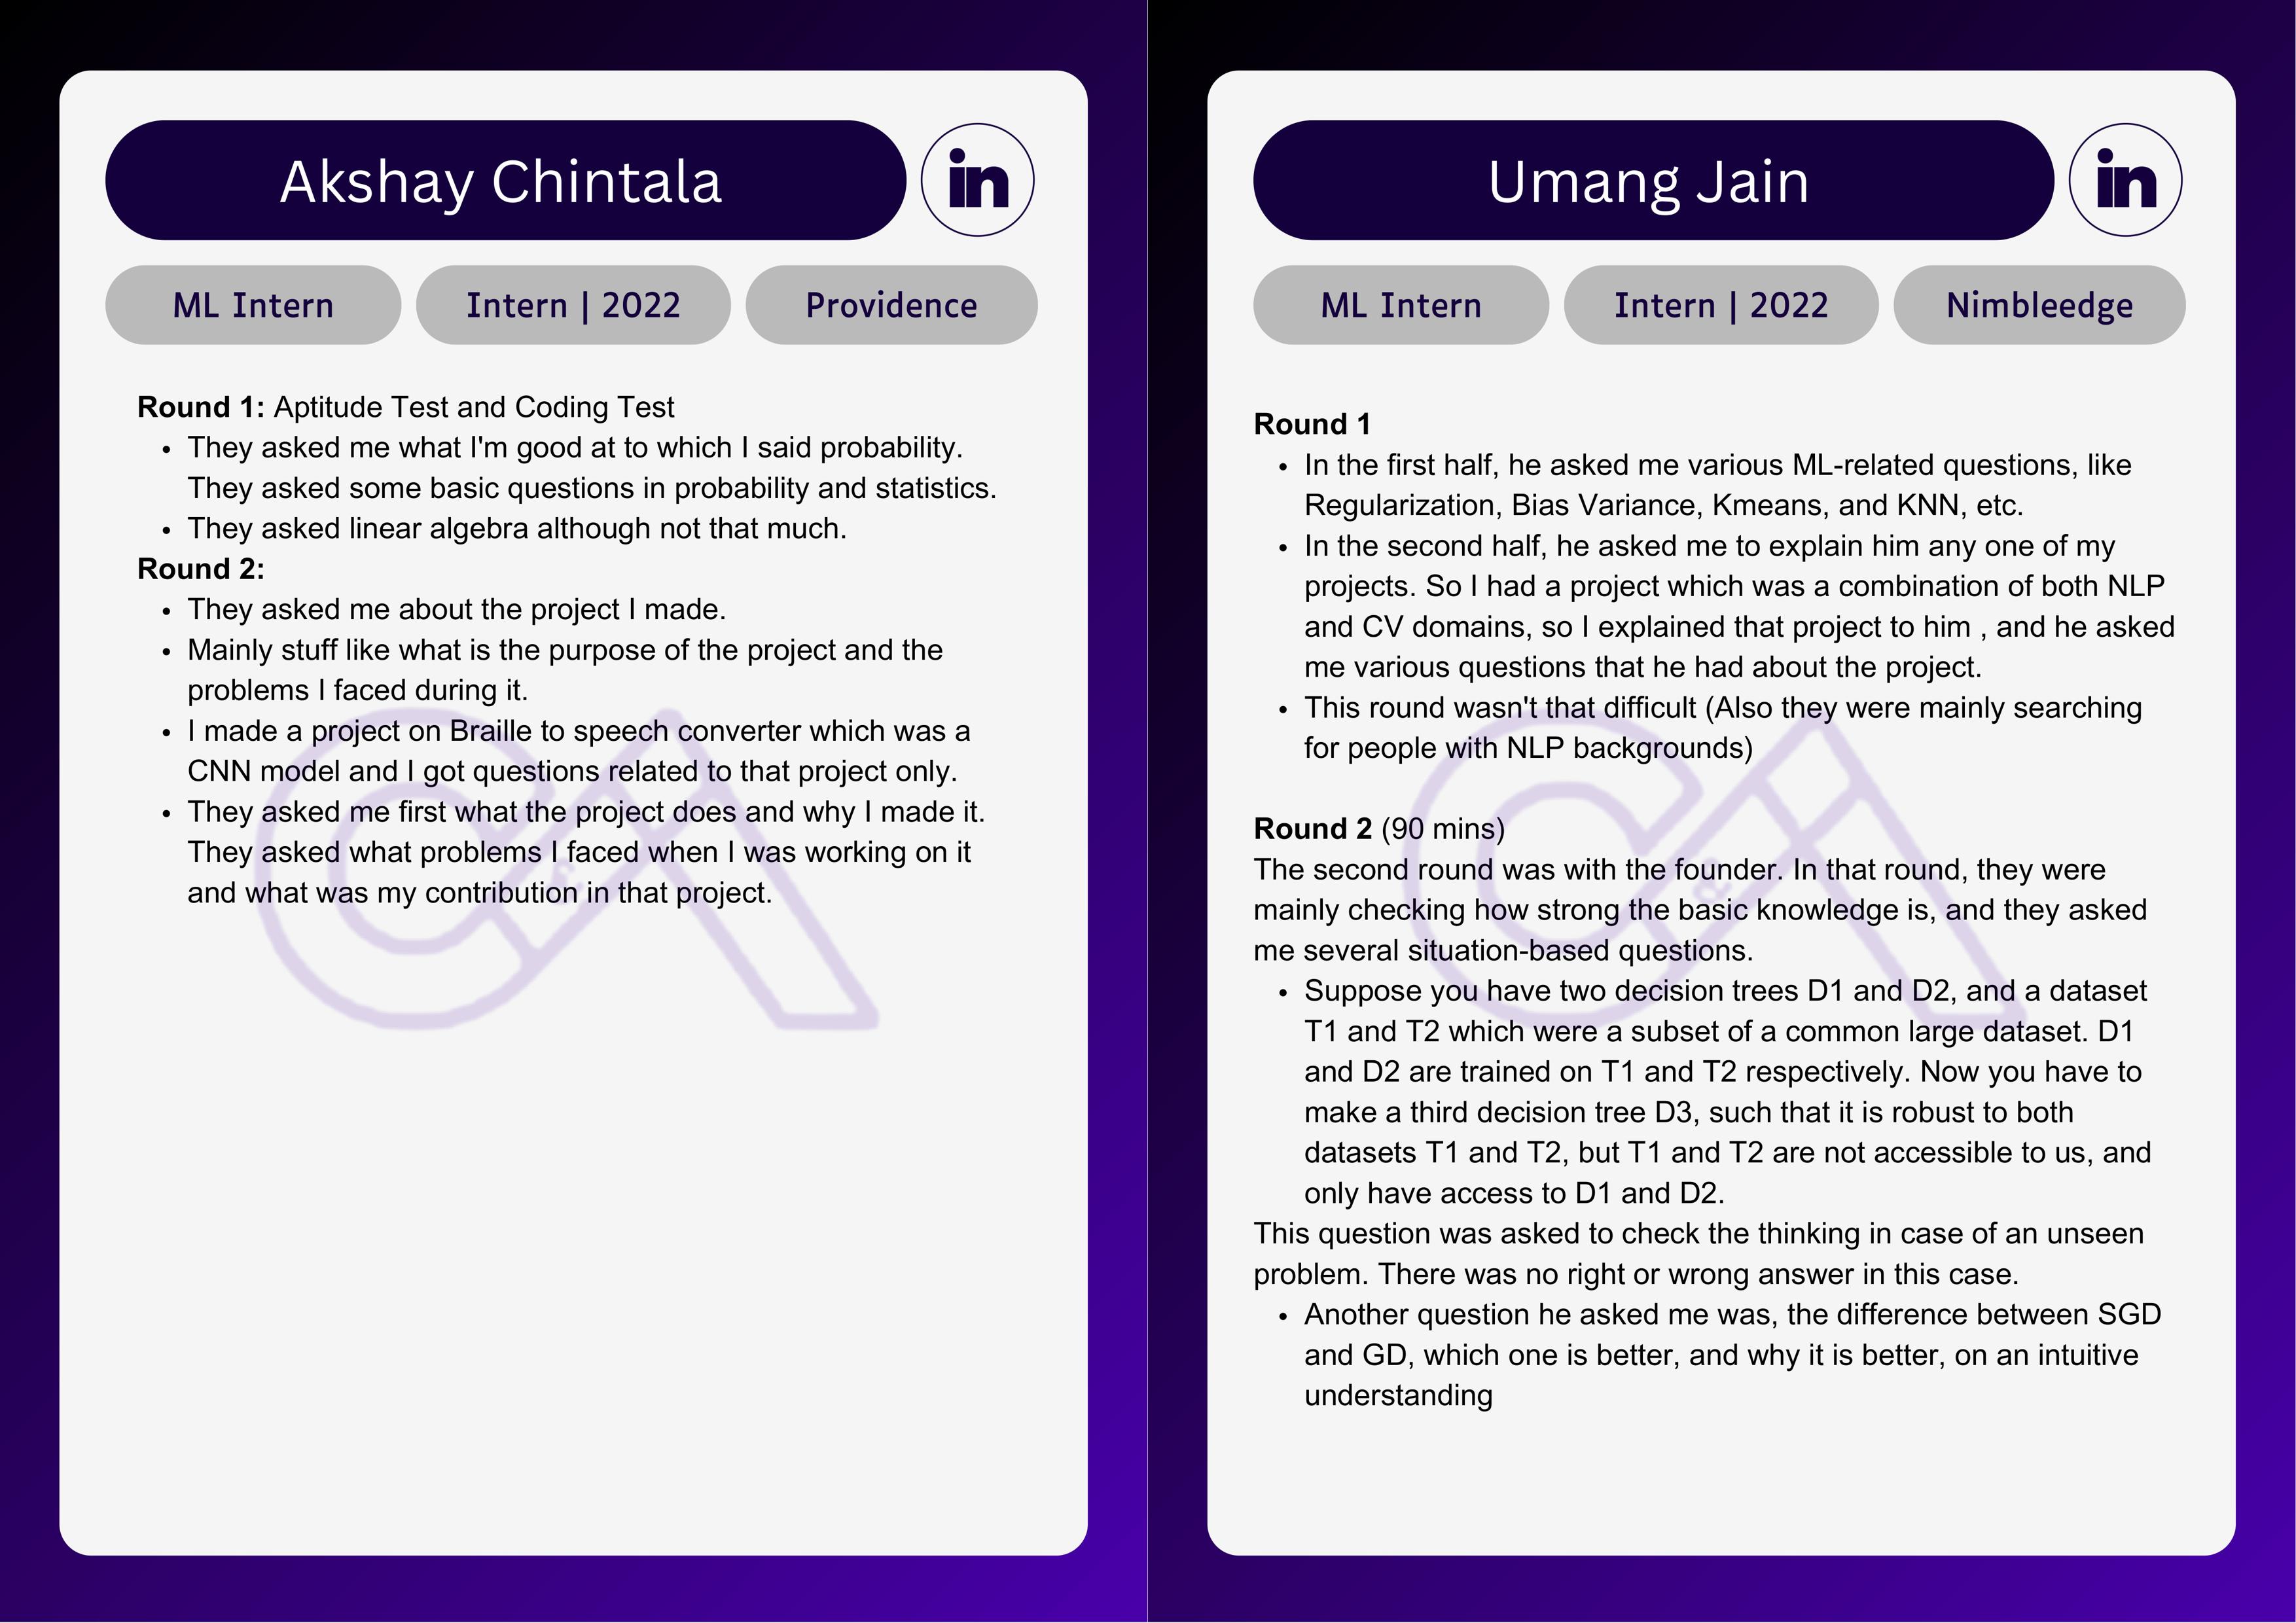 Akshay Chintala
in
ML Intern
Intern | 2022
Providence
Round 1: Aptitude Test and Coding Test
• They asked me what I'm good at to which I said probability.
They asked some basic questions in probability and statistics.
• They asked linear algebra although not that much.
Round 2:
• They asked me about the project I made.
• Mainly stuff like what is the purpose of the project and the
problems I faced during it.
• I made a project on Braille to speech converter which was a
CNN model and I got questions related to that project only.
• They asked me first what the project does and why I made it.
They asked what problems I faced when I was working on it
and what was my contribution in that project.
Umang Jain
in
ML Intern
Intern | 2022
Nimbleedge
Round 1
• In the first half, he asked me various ML-related questions, like
Regularization, Bias Variance, Kmeans, and KNN, etc.
• In the second half, he asked me to explain him any one of my
projects. So I had a project which was a combination of both NLP
and CV domains, so I explained that project to him , and he asked
me various questions that he had about the project.
• This round wasn't that difficult (Also they were mainly searching
for people with NLP backgrounds)
Round 2 (90 mins)
The second round was with the founder. In that round, they were
mainly checking how strong the basic knowledge is, and they asked
me several situation-based questions.
• Suppose you have two decision trees D1 and D2, and a dataset
T1 and T2 which were a subset of a common large dataset. D1
and D2 are trained on T1 and T2 respectively. Now you have to
make a third decision tree D3, such that it is robust to both
datasets T1 and T2, but T1 and T2 are not accessible to us, and
only have access to D1 and D2.
This question was asked to check the thinking in case of an unseen
problem. There was no right or wrong answer in this case.
• Another question he asked me was, the difference between SGD
and GD, which one is better, and why it is better, on an intuitive
understanding